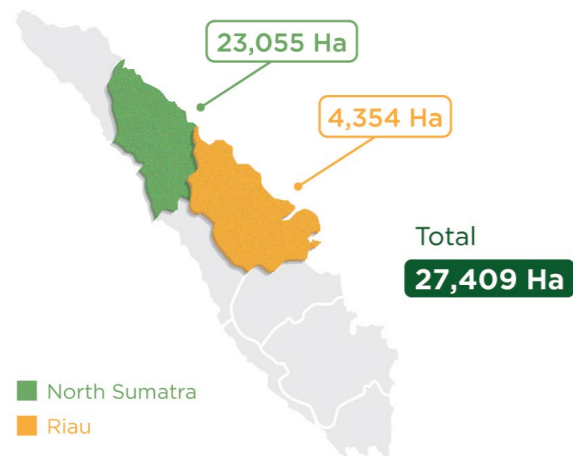 23,055 Ha
4,354 Ha
Total
27,409 Ha
North Sumatra
Riau